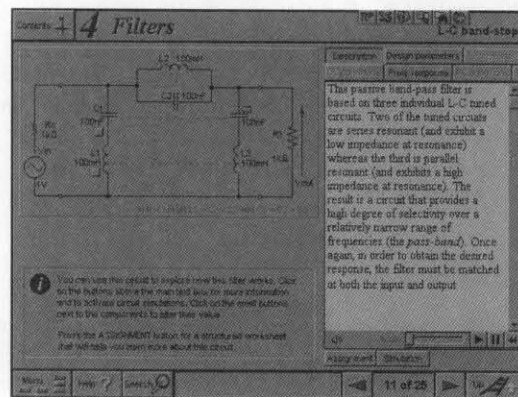 Contents 1
4 Filters
L-C band-stop
Description Design parameters
Freq response
L2 100mH
C2 100nF
C1
100nF
100nF
1kΩ
L1
100mH
L3
100mH
1kΩ
This passive band-pass filter is
based on three individual L-C tuned
circuits. Two of the tuned circuits
are series resonant (and exhibit a
low impedance at resonance)
whereas the third is parallel
resonant (and exhibits a high
impedance at resonance). The
result is a circuit that provides a
high degree of selectivity over a
relatively narrow range of
frequencies (the pass-band). Once
again, in order to obtain the desired
response, the filter must be matched
at both the input and output
You can use this circuit to explore how this filter works. Click
on the buttons above the main text box for more information
and to activate circuit simulations. Click on the small buttons
next to the components to alter their value.
Press the ASSIGNMENT button for a structured worksheet
that will help you learn more about this circuit.
Assignment Simulation
Menu Help ? Search 11 of 25 Up